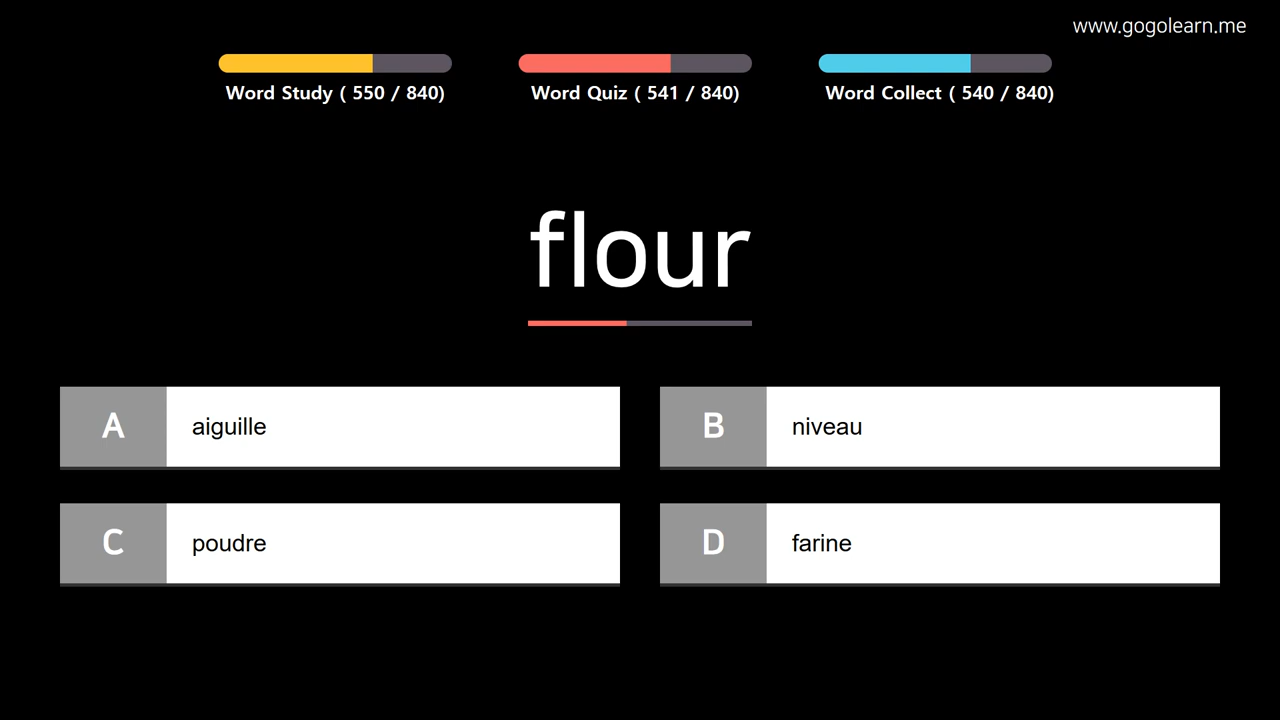 www.gogolearn.me
Word Study ( 550 / 840)
Word Quiz ( 541 / 840)
Word Collect ( 540 / 840)
flour
A aiguille
B niveau
C poudre
D farine